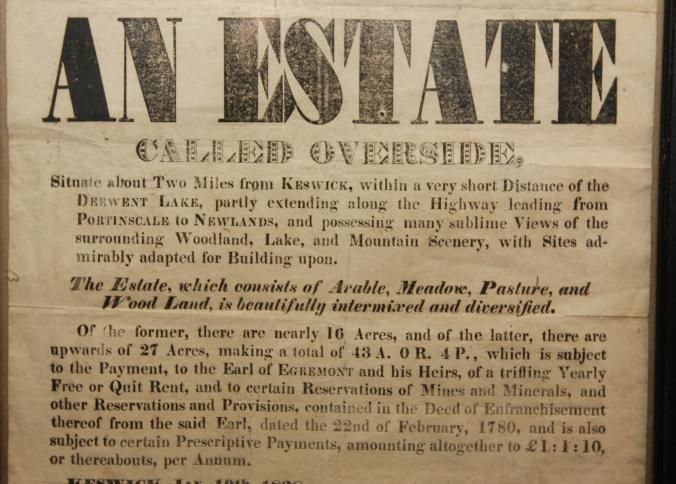 AN ESTATE
CALLED OVERSIDE,
Situate about Two Miles from KESWICK, within a very short Distance of the
DERWENT LAKE, partly extending along the Highway leading from
PORTINSCALE to NEWLANDS, and possessing many sublime Views of the
surrounding Woodland, Lake, and Mountain Scenery, with Sites ad-
mirably adapted for Building upon.
The Estate, which consists of Arable, Meadow, Pasture, and
Wood Land, is beautifully intermixed and diversified.
Of the former, there are nearly 16 Acres, and of the latter, there are
upwards of 27 Acres, making a total of 43 A. 0 R. 4 P., which is subject
to the Payment, to the Earl of EGREMONT and his Heirs, of a trifling Yearly
Free or Quit Rent, and to certain Reservations of Mines and Minerals, and
other Reservations and Provisions, contained in the Deed of Enfranchisement
thereof from the said Earl, dated the 22nd of February, 1780, and is also
subject to certain Prescriptive Payments, amounting altogether to £1:1:10,
or thereabouts, per Annum.
KESWICK, Jan.